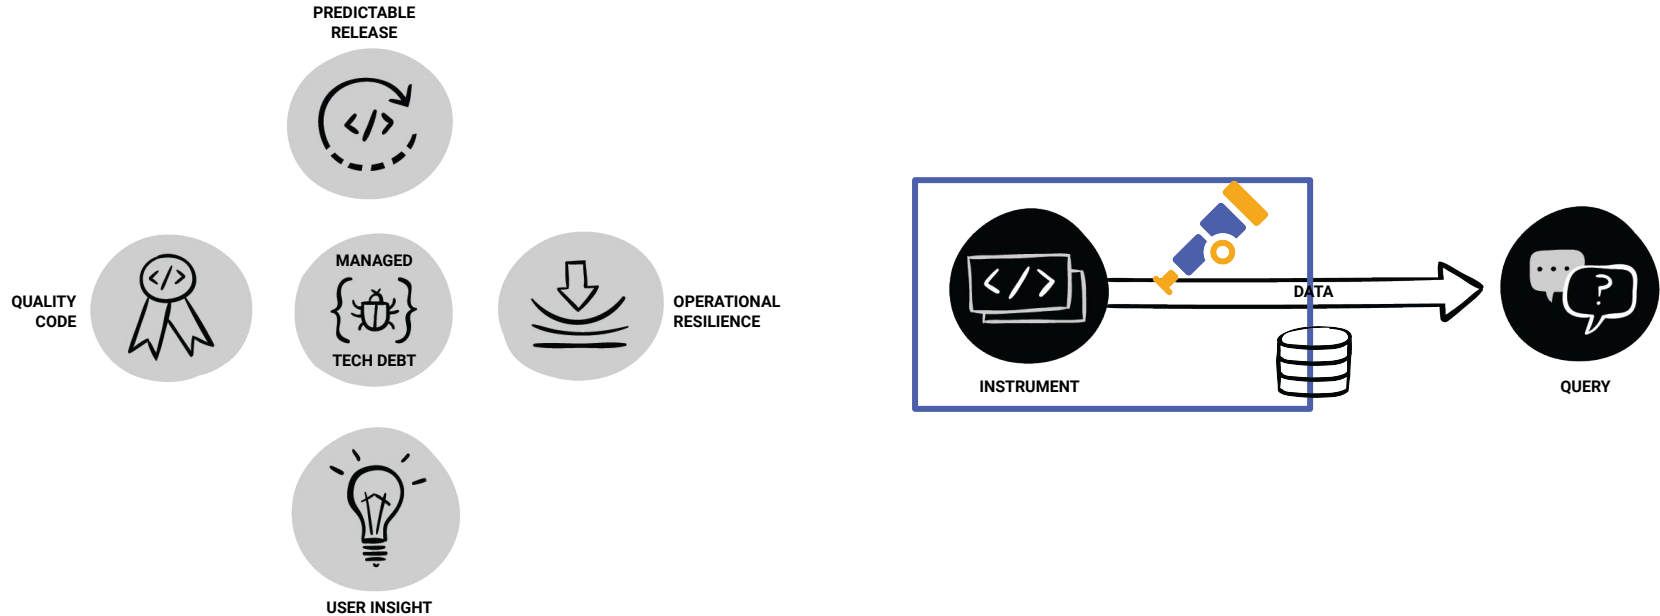 PREDICTABLE
RELEASE
</>
</>
QUALITY
CODE
MANAGED
TECH DEBT
OPERATIONAL
RESILIENCE
USER INSIGHT
</>
INSTRUMENT
DATA
?
QUERY